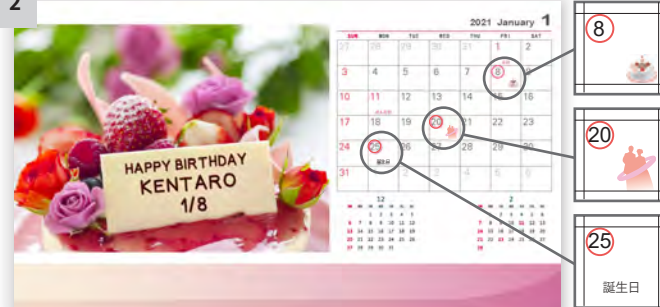 2
2021 January 1
SUN MON TUE WED THU FRI SAT
27 28 29 30 31 1 2
3 4 5 6 7 8 9
10 11 12 13 14 15 16
17 18 19 20 21 22 23
24 25 26 27 28 29 30
誕生日
31
HAPPY BIRTHDAY
KENTARO
1/8
12
2
8
20
25
誕生日